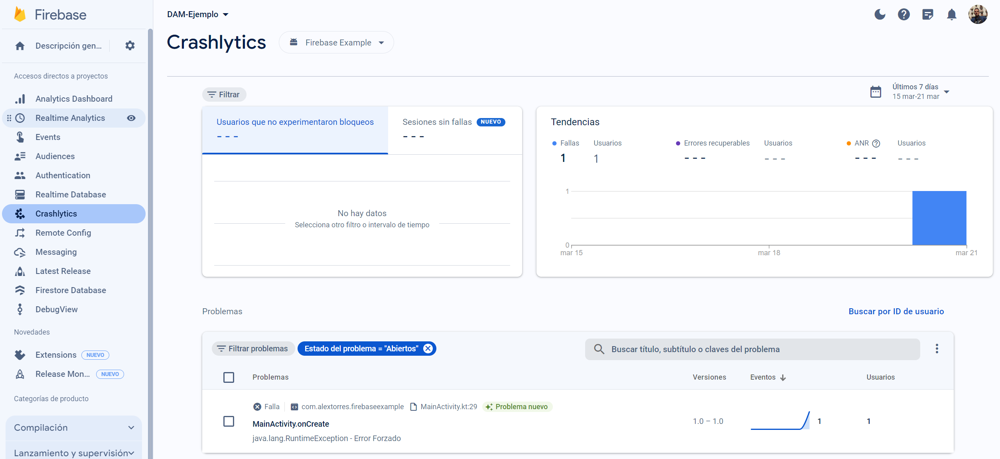 Firebase
Descripción gen...
Accesos directos a proyectos
Analytics Dashboard
Realtime Analytics
Events
Audiences
Authentication
Realtime Database
Crashlytics
Remote Config
Messaging
Latest Release
Firestore Database
DebugView
Novedades
Extensions NUEVO
Release Mon... NUEVO
Categorías de producto
Compilación
Lanzamiento y supervisión
DAM-Ejemplo
Crashlytics Firebase Example
Filtrar
Últimos 7 días
15 mar-21 mar
Usuarios que no experimentaron bloqueos
- - -
Sesiones sin fallas NUEVO
- - -
No hay datos
Selecciona otro filtro o intervalo de tiempo
Tendencias
Fallas Usuarios Errores recuperables Usuarios ANR Usuarios
1 1 - - - - - - - - - - - -
1
0
mar 15 mar 18 mar 21
Problemas Buscar por ID de usuario
Filtrar problemas Estado del problema = "Abiertos" Buscar título, subtítulo o claves del problema
Problemas Versiones Eventos Usuarios
Falla com.alextorres.firebaseexample MainActivity.kt:29 Problema nuevo
MainActivity.onCreate 1.0 – 1.0 1 1
java.lang.RuntimeException - Error Forzado